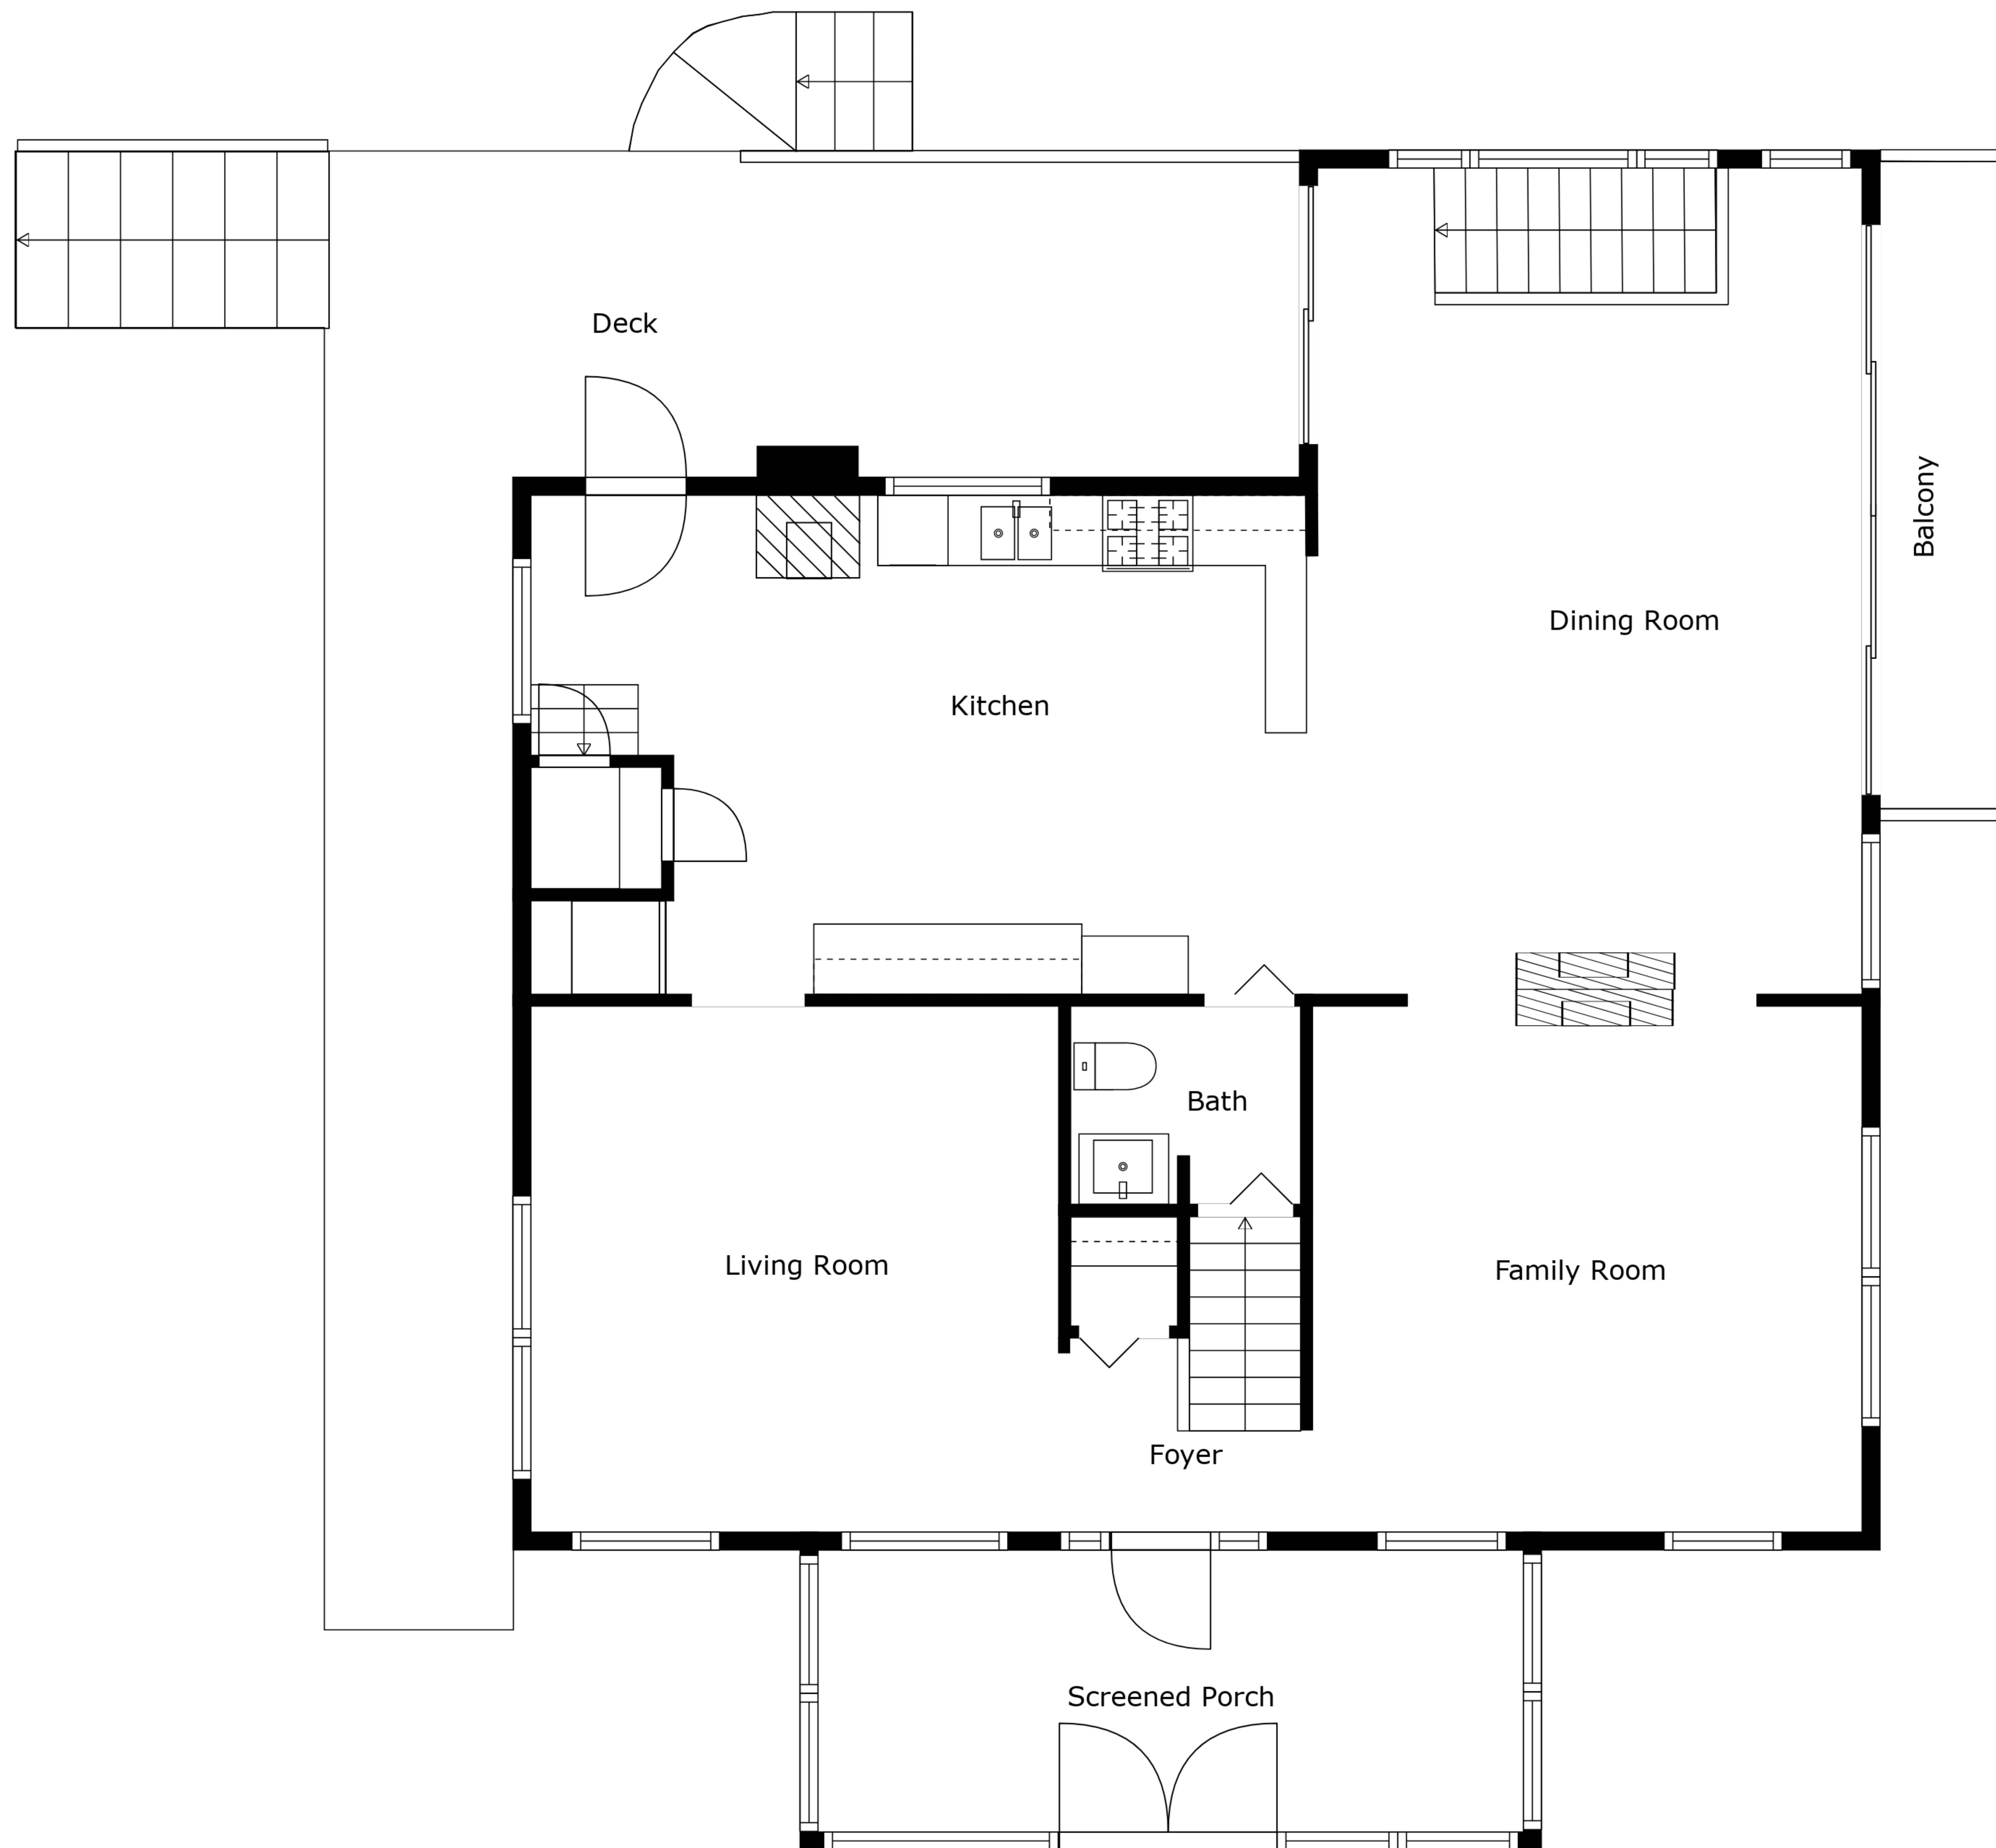 Deck
Balcony
Dining Room
Kitchen
Bath
Living Room
Family Room
Foyer
Screened Porch